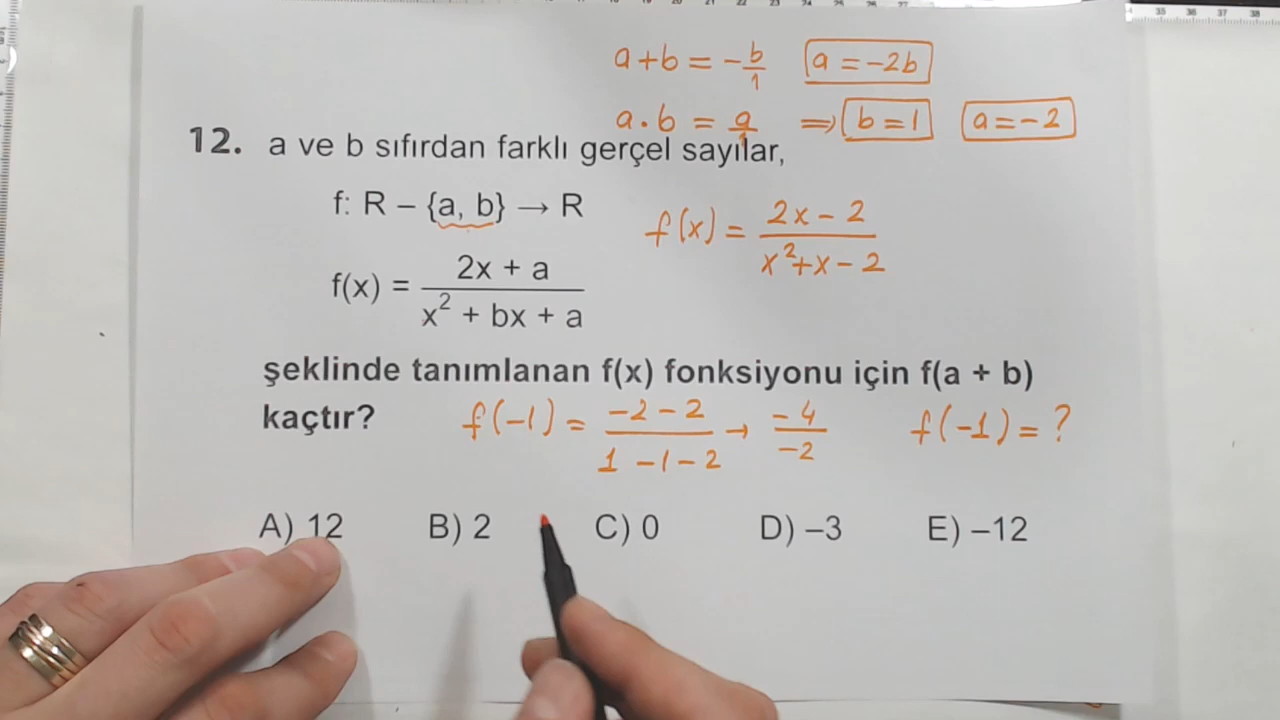 a+b = -b/1 a = -2b
a·b = a/1 ⇒ b=1 a=-2
12. a ve b sıfırdan farklı gerçel sayılar,
f: R – {a, b} → R
f(x) = (2x - 2)/(x²+x-2)
f(x) = (2x + a)/(x² + bx + a)
şeklinde tanımlanan f(x) fonksiyonu için f(a + b)
kaçtır?
f(-1) = (-2-2)/(1-1-2) → -4/-2 f(-1)=?
A) 12 B) 2 C) 0 D) –3 E) –12